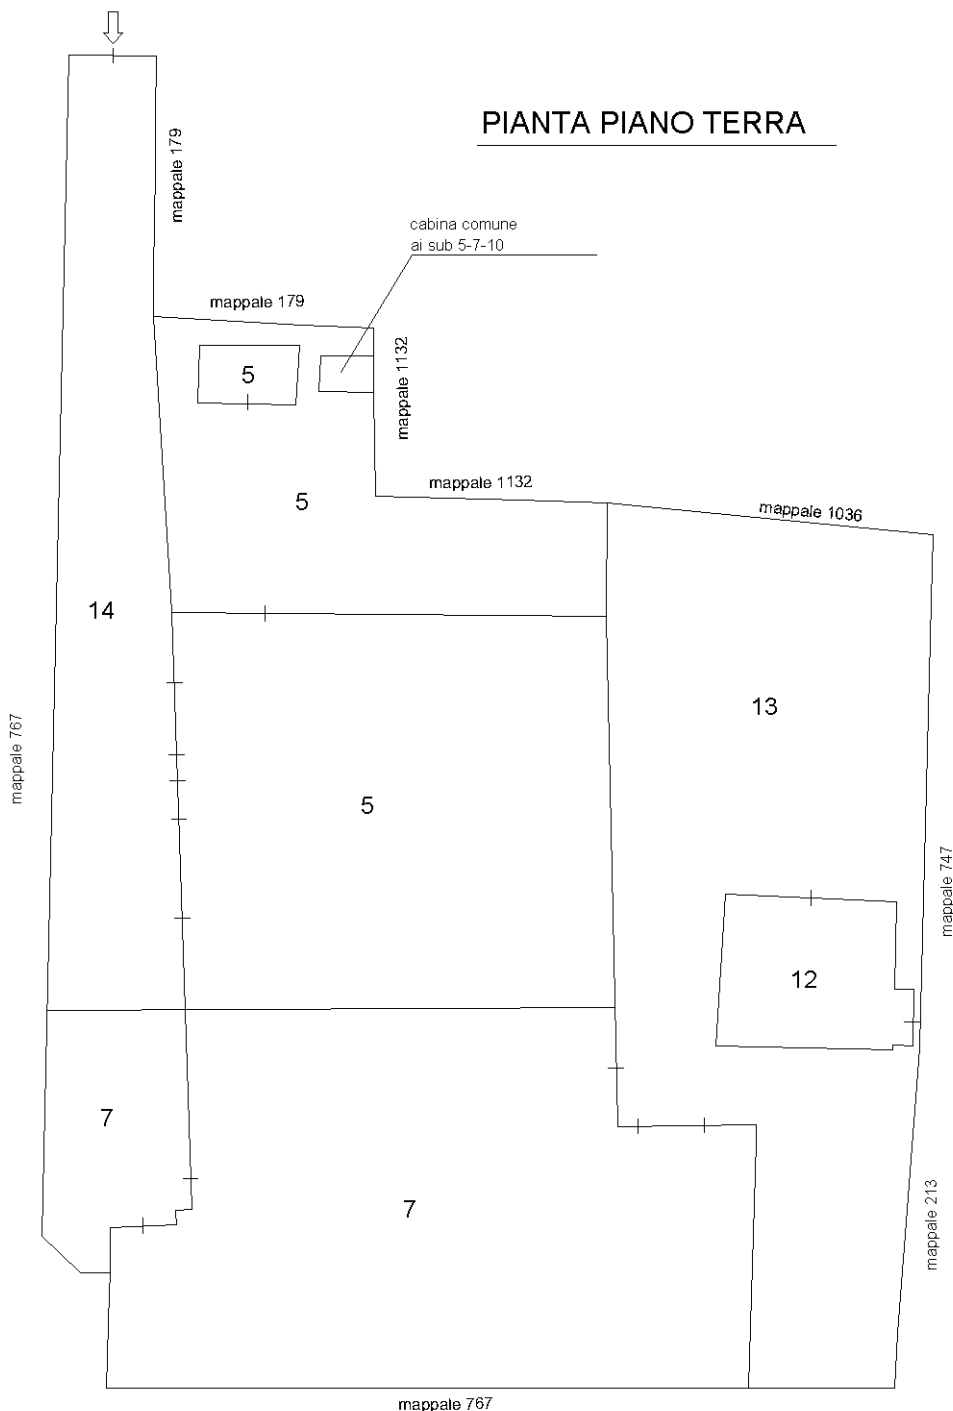 PIANTA PIANO TERRA
mappale 179
cabina comune
ai sub 5-7-10
mappale 179
mappale 1132
5
mappale 1132
5
mappale 1036
14
13
mappale 767
5
mappale 747
12
7
7
mappale 213
mappale 767